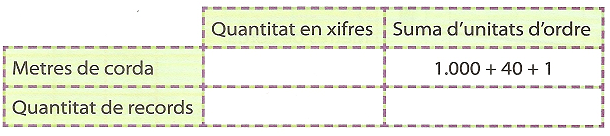 Quantitat en xifres Suma d'unitats d'ordre
Metres de corda 1.000 + 40 + 1
Quantitat de records